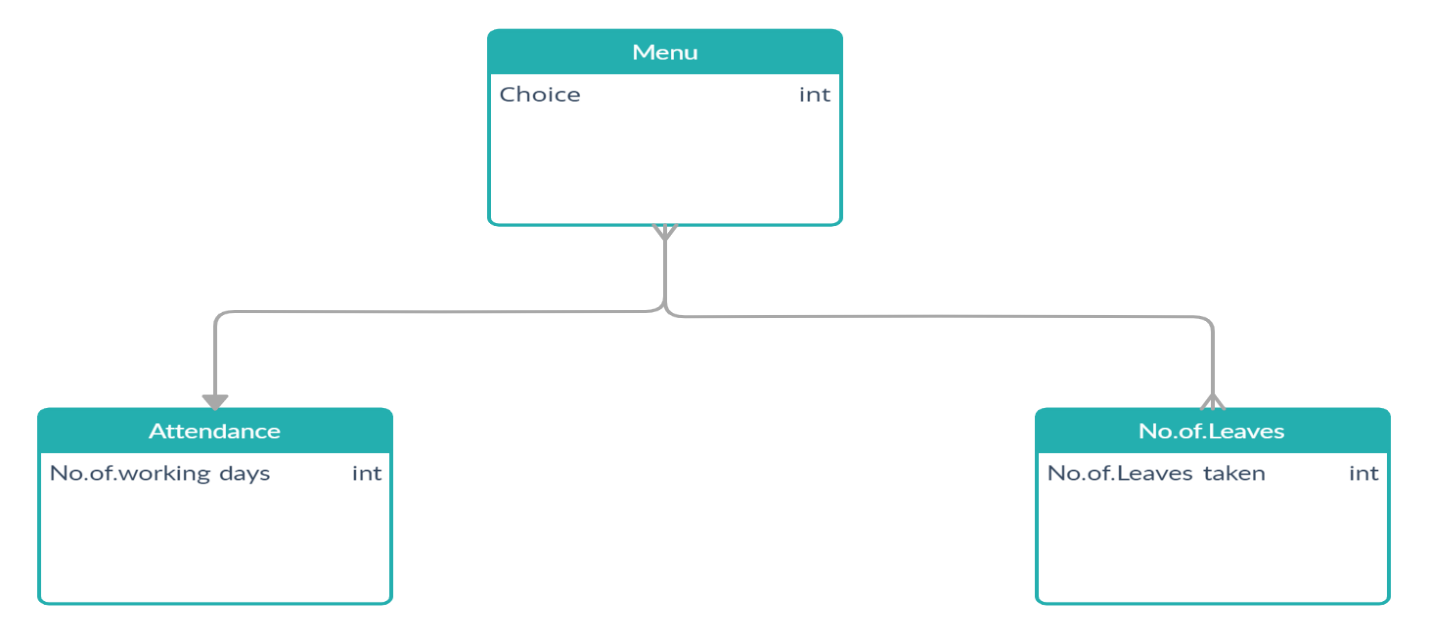 Menu
Choice int
Attendance
No.of.working days int
No.of.Leaves
No.of.Leaves taken int